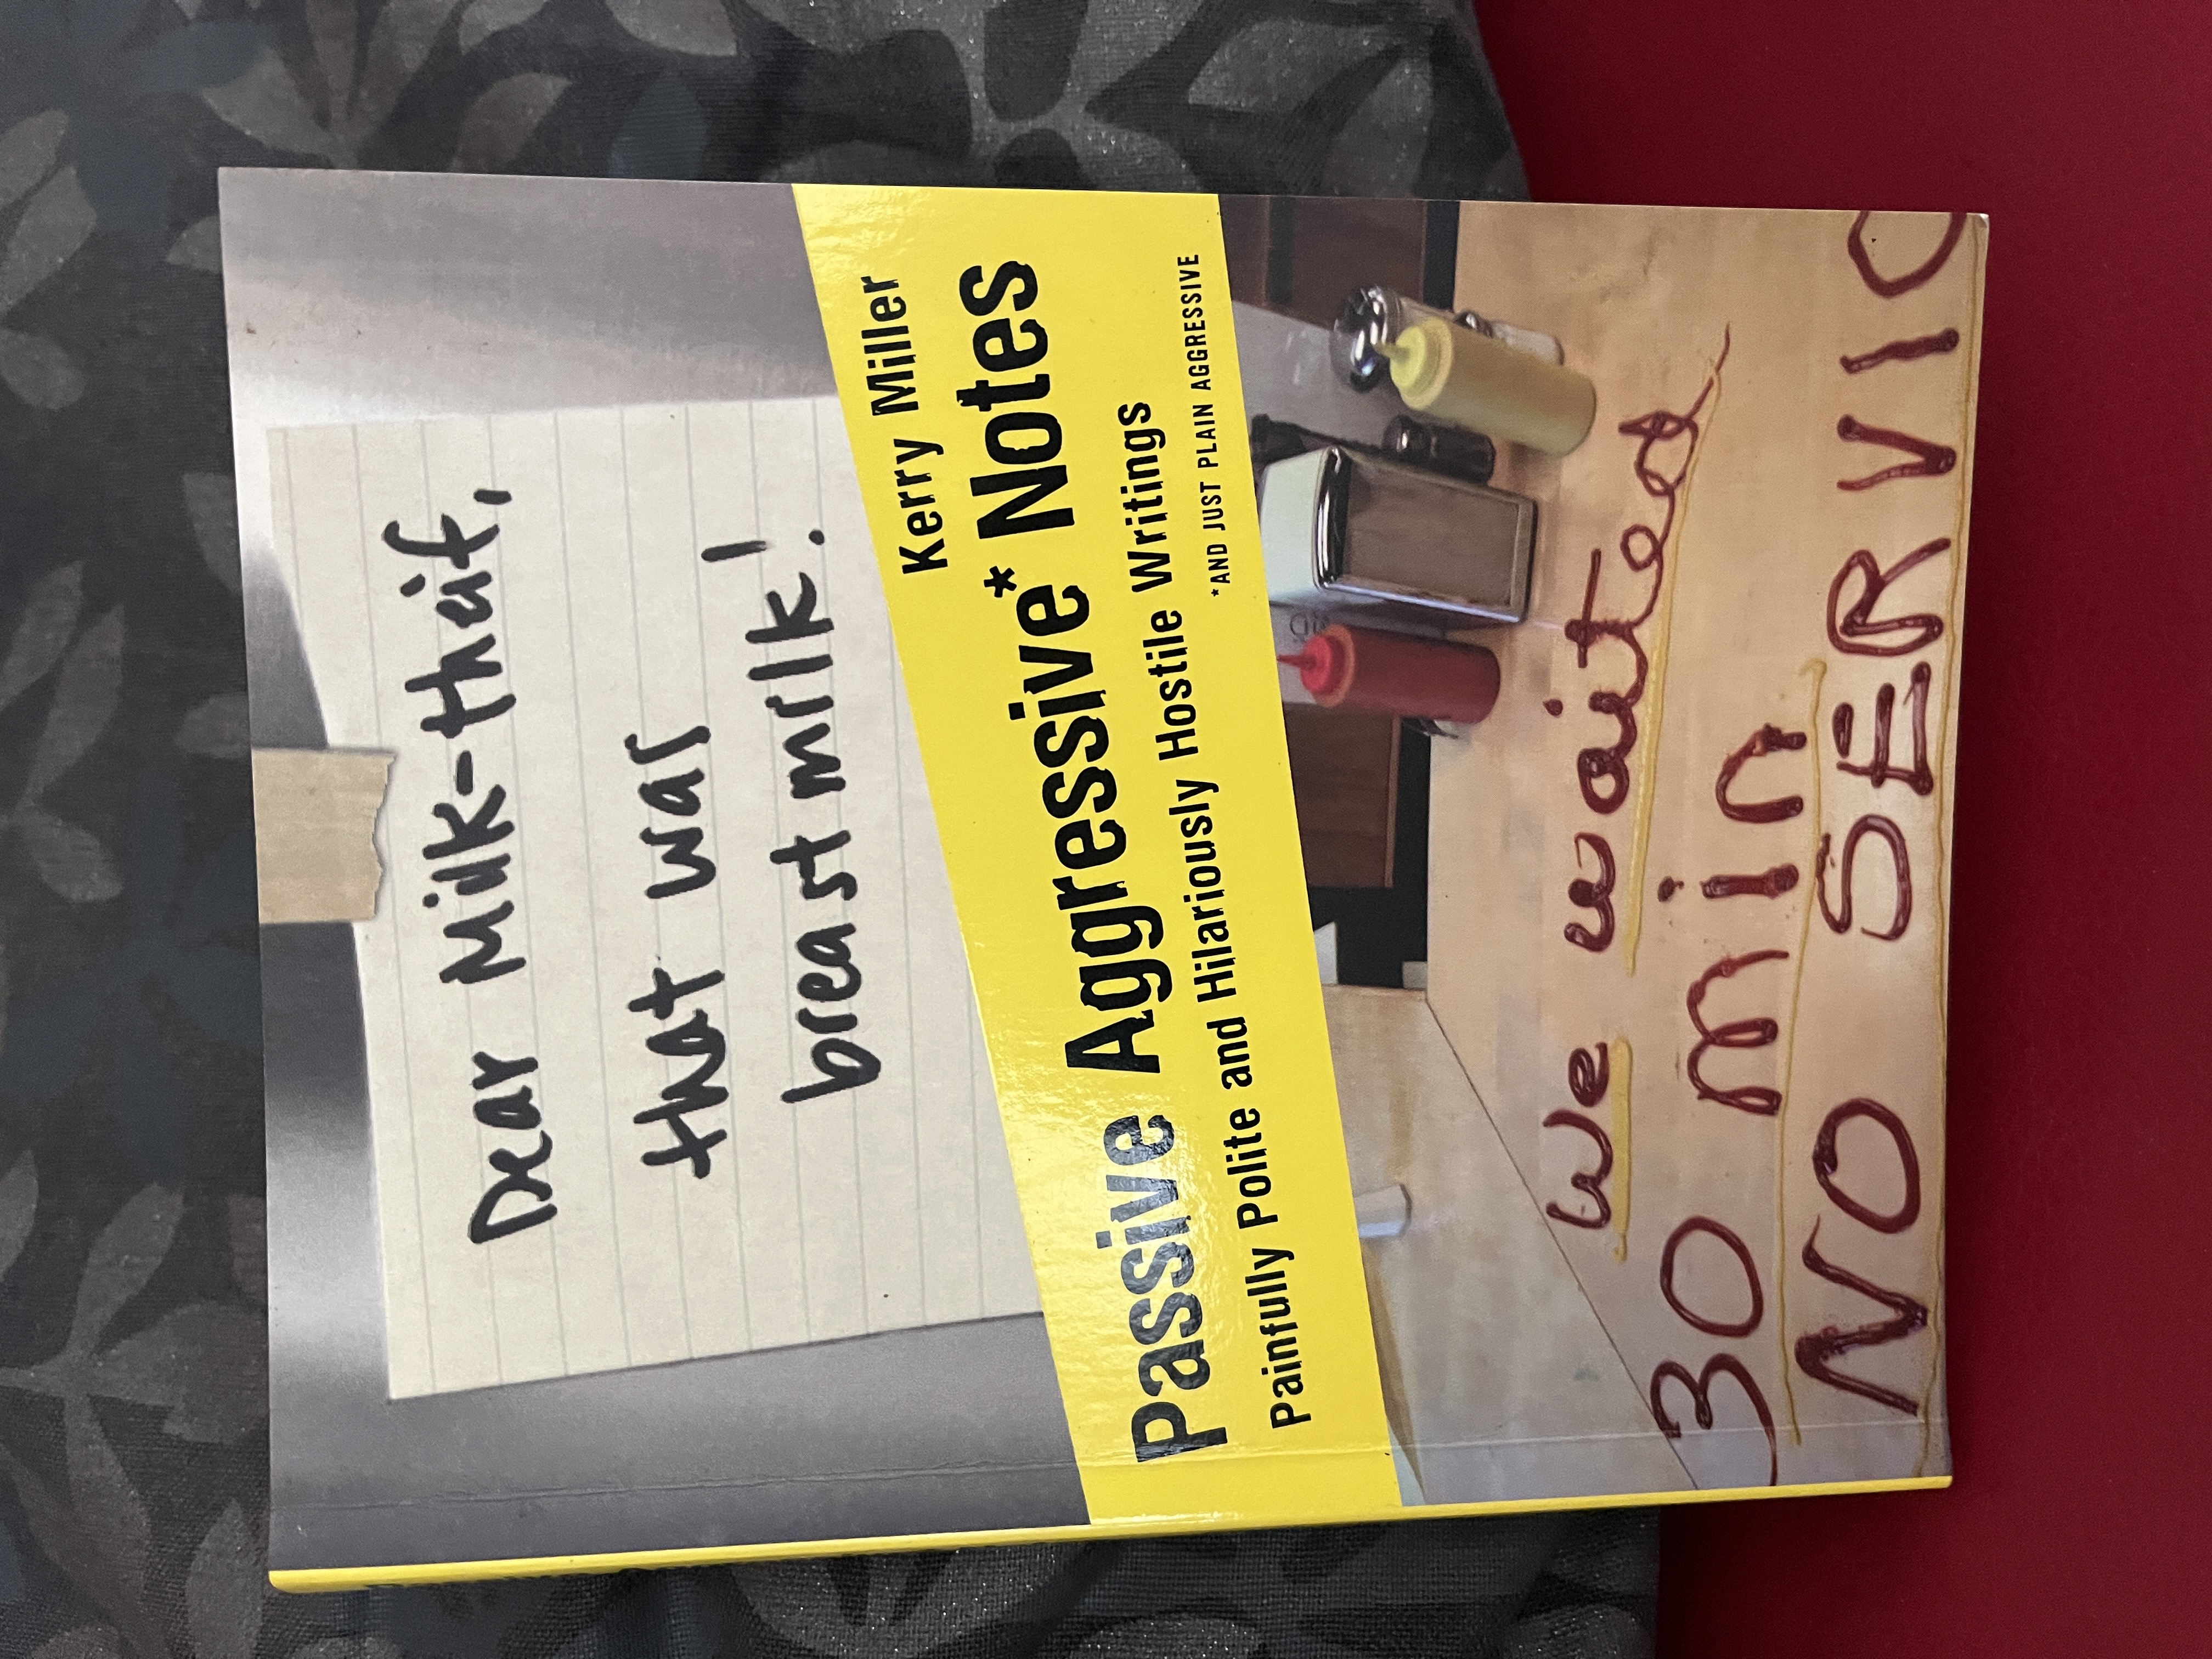 Dear Milk-thief,
that was
breast milk!
Kerry Miller
Passive Aggressive* Notes
Painfully Polite and Hilariously Hostile Writings
*AND JUST PLAIN AGGRESSIVE
we waited
30 min
NO SERVIC